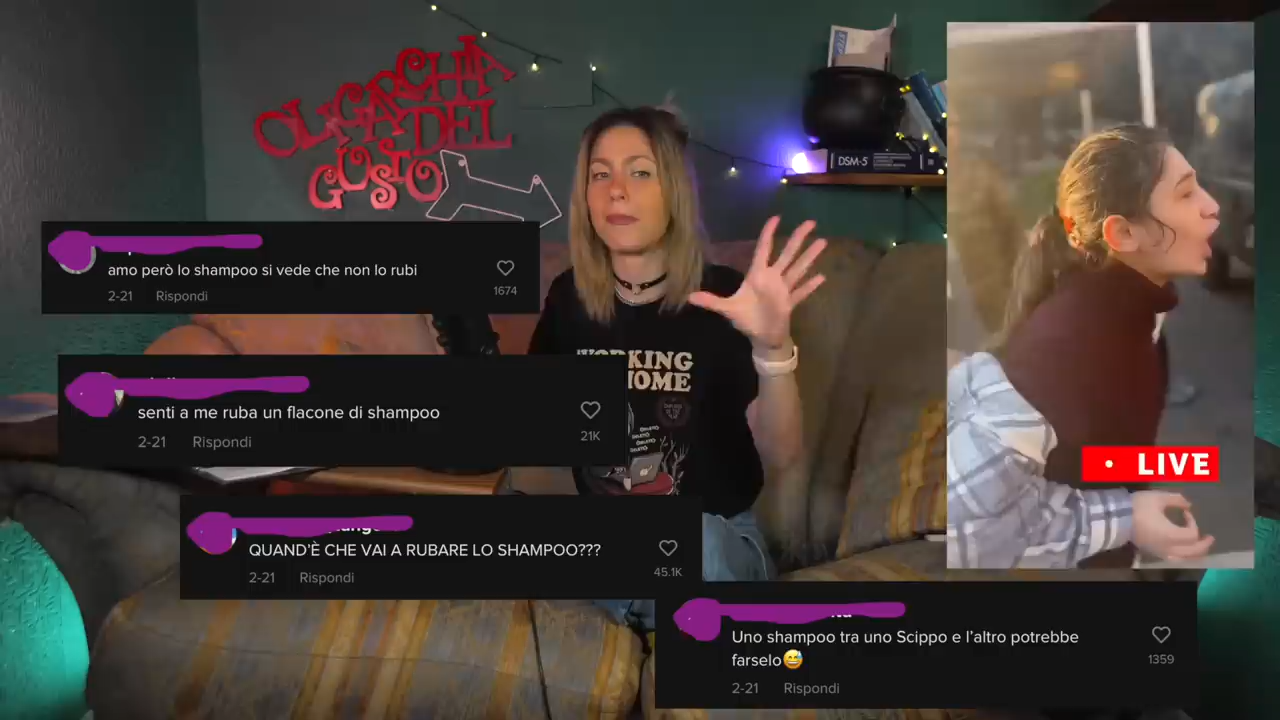 OLIGARCHIA
DEL
GUSTO
DSM-5
amo però lo shampoo si vede che non lo rubi
1674
2-21 Rispondi
WORKING
HOME
senti a me ruba un flacone di shampoo
21K
2-21 Rispondi
• LIVE
QUAND'È CHE VAI A RUBARE LO SHAMPOO???
45.1K
2-21 Rispondi
Uno shampoo tra uno Scippo e l'altro potrebbe
farselo😅
1359
2-21 Rispondi